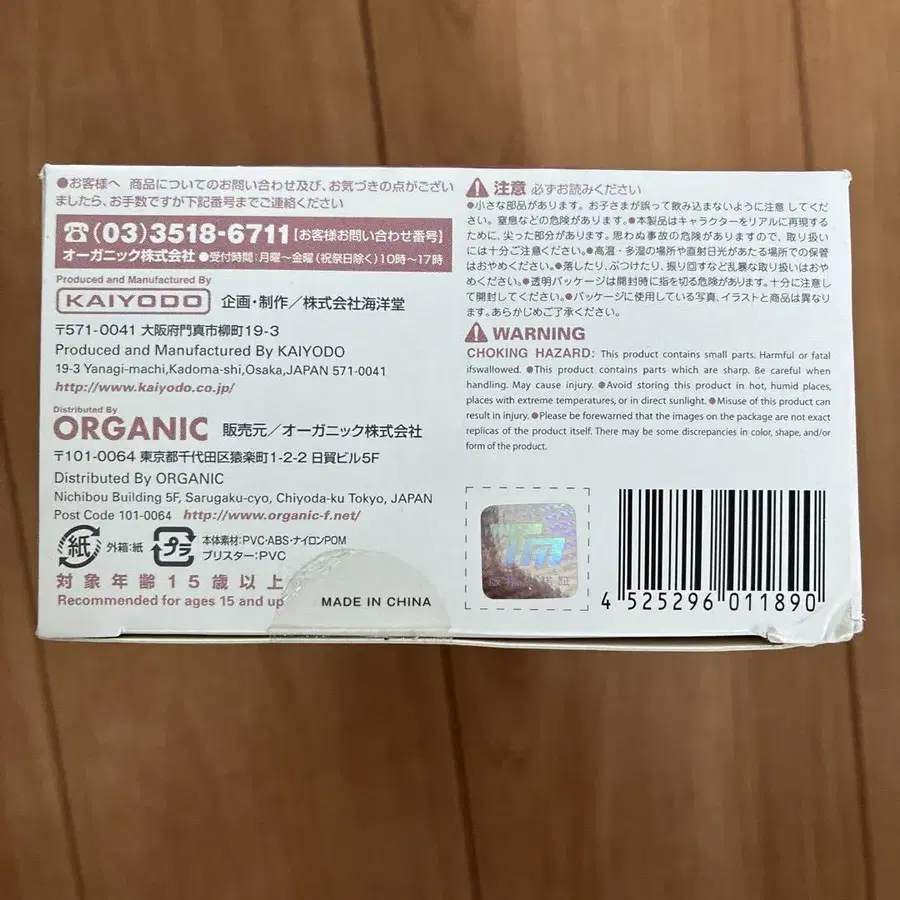 ●お客様へ 商品についてのお問い合わせ及び、お気づきの点がござい
ましたら、お手数ですが下記番号までご連絡ください
☎(03)3518-6711【お客様お問い合わせ番号】
オーガニック株式会社 ●受付時間:月曜〜金曜(祝祭日除く)10時〜17時
Produced and Manufactured By
KAIYODO 企画・制作／株式会社海洋堂
〒571-0041 大阪府門真市柳町19-3
Produced and Manufactured By KAIYODO
19-3 Yanagi-machi,Kadoma-shi,Osaka,JAPAN 571-0041
http://www.kaiyodo.co.jp/
Distributed By
ORGANIC 販売元／オーガニック株式会社
〒101-0064 東京都千代田区猿楽町1-2-2 日貿ビル5F
Distributed By ORGANIC
Nichibou Building 5F, Sarugaku-cyo, Chiyoda-ku Tokyo, JAPAN
Post Code 101-0064 http://www.organic-f.net/
紙 外箱:紙 プラ 本体素材:PVC・ABS・ナイロンPOM
ブリスター:PVC
対象年齢15歳以上
Recommended for ages 15 and up
MADE IN CHINA
⚠注意 必ずお読みください
●小さな部品があります。お子さまが誤って飲み込まないように注意してくだ
さい。窒息などの危険があります。●本製品はキャラクターをリアルに再現する
ために、尖った部分があります。思わぬ事故の危険がありますので、取り扱い
には十分ご注意ください。●高温・多湿の場所や直射日光があたる場所での保管
はおやめください。●落したり、ぶつけたり、振り回すなど乱暴な取り扱いはおや
めください。●透明パッケージは開封時に指を切る危険があります。十分に注意し
て開封してください。●パッケージに使用している写真、イラストと商品は異なり
ます。あらかじめご了承ください。
⚠WARNING
CHOKING HAZARD: This product contains small parts. Harmful or fatal
ifswallowed. ●This product contains parts which are sharp. Be careful when
handling. May cause injury. ●Avoid storing this product in hot, humid places,
places with extreme temperatures, or in direct sunlight. ●Misuse of this product can
result in injury. ●Please be forewarned that the images on the package are not exact
replicas of the product itself. There may be some discrepancies in color, shape, and/or
form of the product.
4 525296 011890